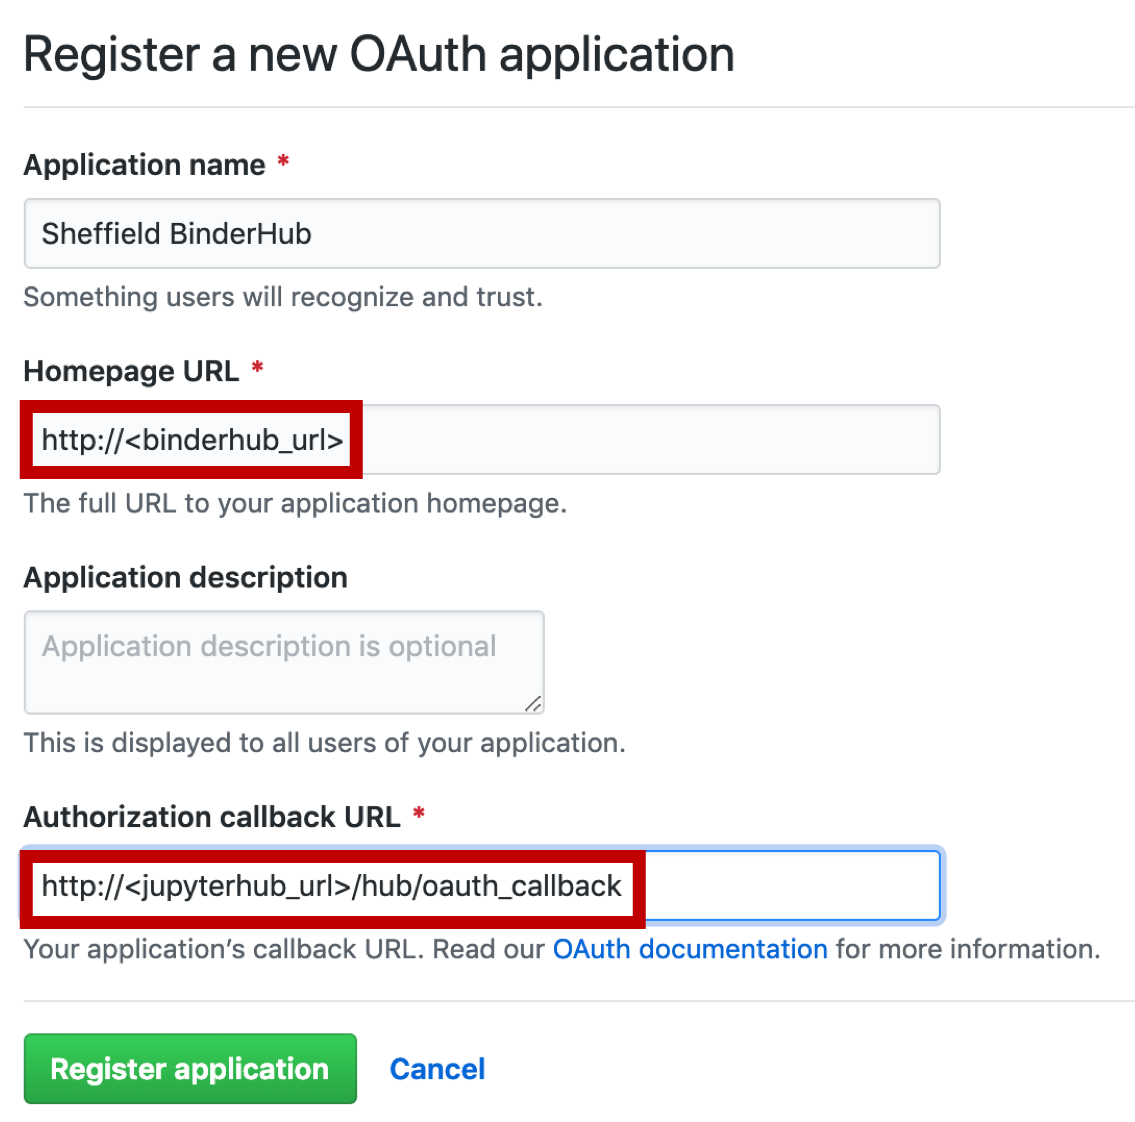 Register a new OAuth application
Application name *
Sheffield BinderHub
Something users will recognize and trust.
Homepage URL *
http://<binderhub_url>
The full URL to your application homepage.
Application description
Application description is optional
This is displayed to all users of your application.
Authorization callback URL *
http://<jupyterhub_url>/hub/oauth_callback
Your application’s callback URL. Read our OAuth documentation for more information.
Register application Cancel